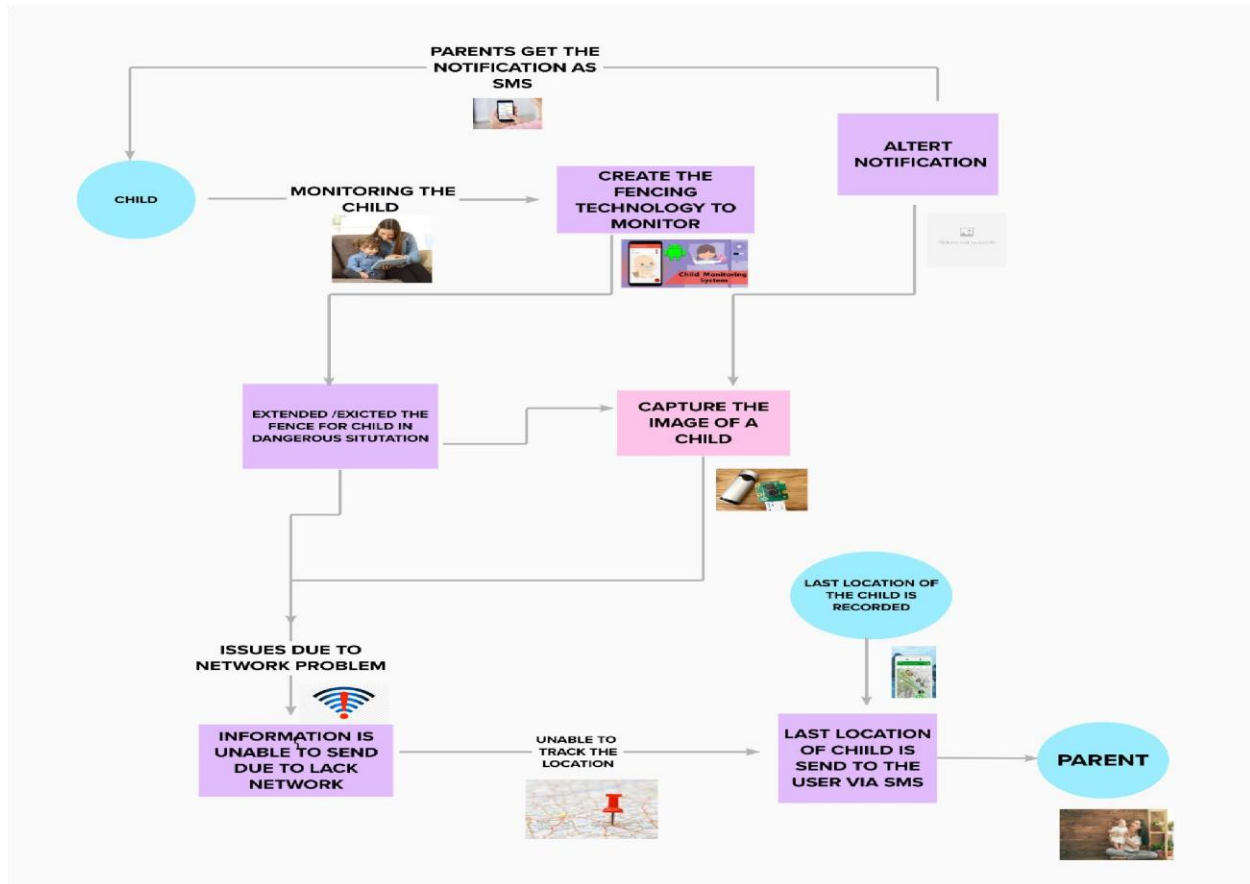 PARENTS GET THE
NOTIFICATION AS
SMS
ALTERT
NOTIFICATION
CHILD
MONITORING THE
CHILD
CREATE THE
FENCING
TECHNOLOGY TO
MONITOR
Child Monitoring
System
EXTENDED /EXICTED THE
FENCE FOR CHILD IN
DANGEROUS SITUTATION
CAPTURE THE
IMAGE OF A
CHILD
LAST LOCATION OF
THE CHILD IS
RECORDED
ISSUES DUE TO
NETWORK PROBLEM
INFORMATION IS
UNABLE TO SEND
DUE TO LACK
NETWORK
UNABLE TO
TRACK THE
LOCATION
LAST LOCATION
OF CHIILD IS
SEND TO THE
USER VIA SMS
PARENT